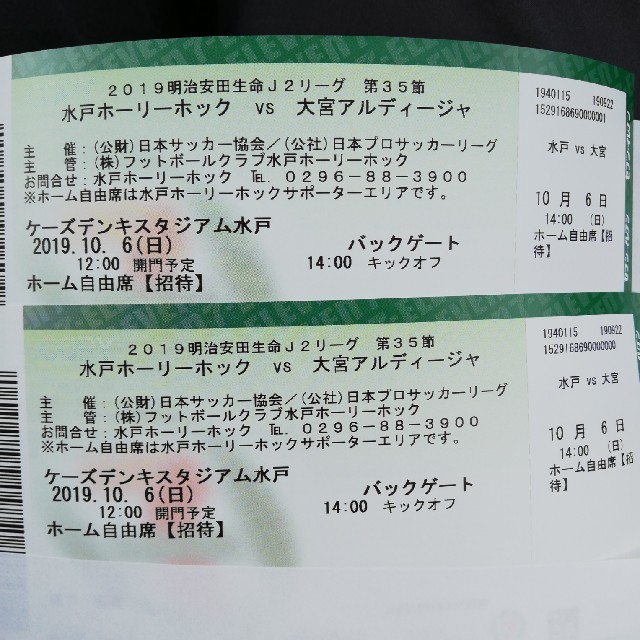 2019明治安田生命J2リーグ 第35節
水戸ホーリーホック VS 大宮アルディージャ
主 催:(公財)日本サッカー協会/(公社)日本プロサッカーリーグ
主 管:(株)フットボールクラブ水戸ホーリーホック
お問合せ:水戸ホーリーホック TEL 0296-88-3900
※ホーム自由席は水戸ホーリーホックサポーターエリアです。
ケーズデンキスタジアム水戸
2019.10. 6(日) バックゲート
12:00 開門予定 14:00 キックオフ
ホーム自由席【招待】
1940115 190922
1529168690000001
水戸 vs 大宮
10月 6日
14:00 (日)
ホーム自由席【招
待】
2019明治安田生命J2リーグ 第35節
水戸ホーリーホック VS 大宮アルディージャ
主 催:(公財)日本サッカー協会/(公社)日本プロサッカーリーグ
主 管:(株)フットボールクラブ水戸ホーリーホック
お問合せ:水戸ホーリーホック TEL 0296-88-3900
※ホーム自由席は水戸ホーリーホックサポーターエリアです。
ケーズデンキスタジアム水戸
2019.10. 6(日) バックゲート
12:00 開門予定 14:00 キックオフ
ホーム自由席【招待】
1940115 190922
1529168690000000
水戸 vs 大宮
10月 6日
14:00 (日)
ホーム自由席【招
待】